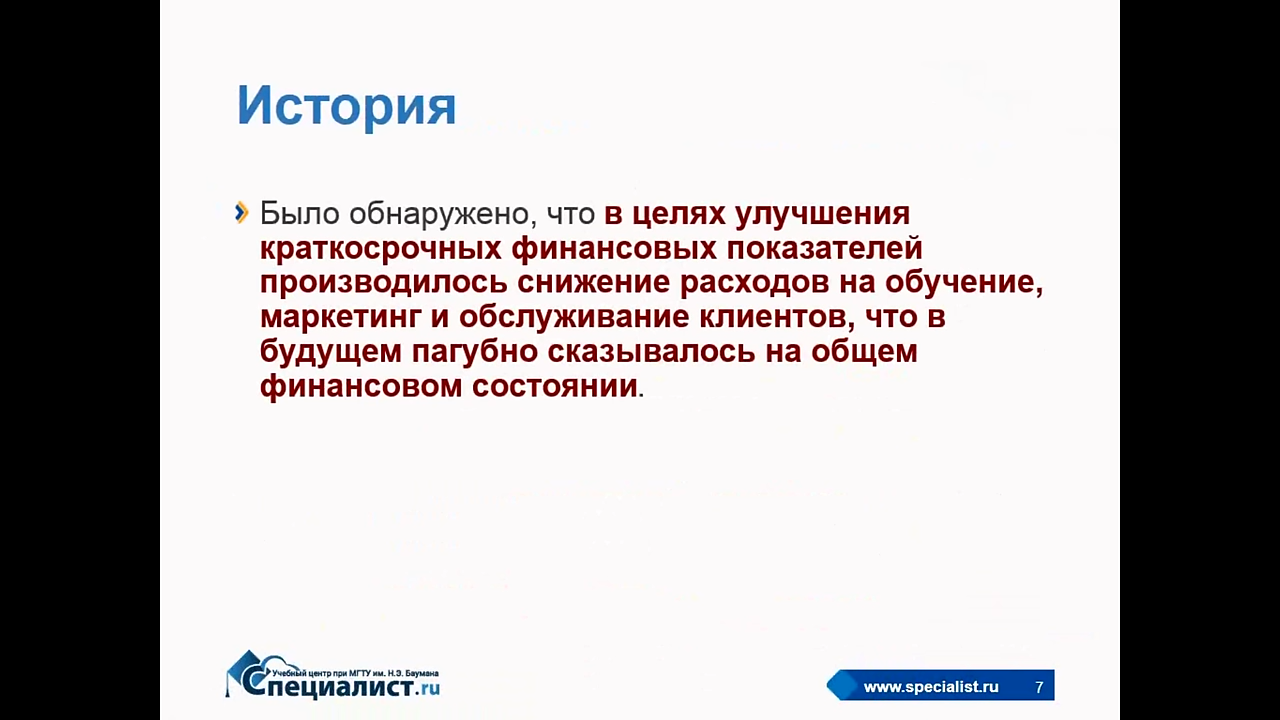 История
Было обнаружено, что в целях улучшения
краткосрочных финансовых показателей
производилось снижение расходов на обучение,
маркетинг и обслуживание клиентов, что в
будущем пагубно сказывалось на общем
финансовом состоянии.
Учебный центр при МГТУ им. Н.Э. Баумана
Специалист.ru
www.specialist.ru 7